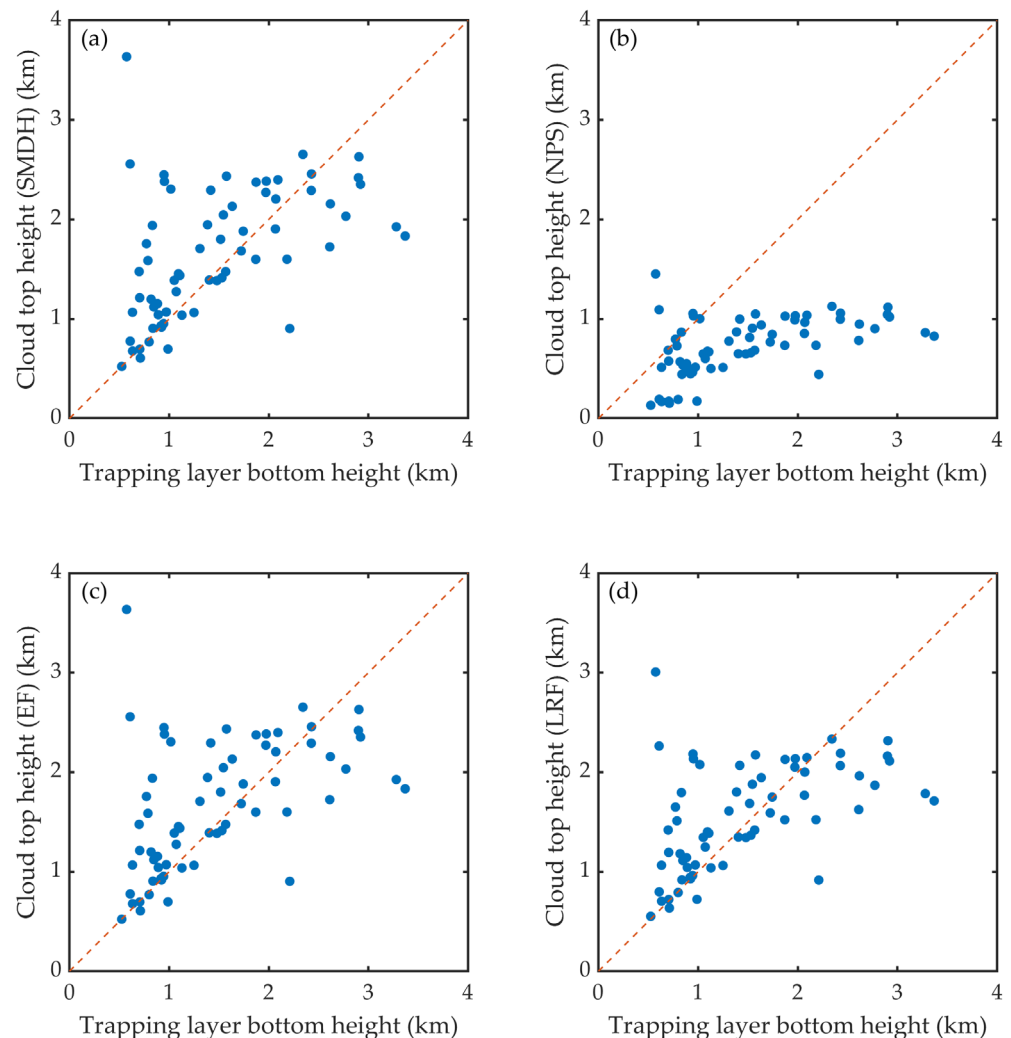 (a)
Cloud top height (SMDH) (km)
4
3
2
1
0
0 1 2 3 4
Trapping layer bottom height (km)
(b)
Cloud top height (NPS) (km)
4
3
2
1
0
0 1 2 3 4
Trapping layer bottom height (km)
(c)
Cloud top height (EF) (km)
4
3
2
1
0
0 1 2 3 4
Trapping layer bottom height (km)
(d)
Cloud top height (LRF) (km)
4
3
2
1
0
0 1 2 3 4
Trapping layer bottom height (km)